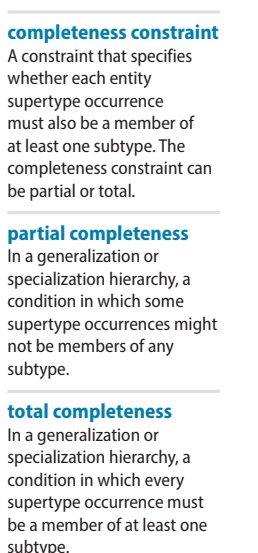 completeness constraint
A constraint that specifies
whether each entity
supertype occurrence
must also be a member of
at least one subtype. The
completeness constraint can
be partial or total.
partial completeness
In a generalization or
specialization hierarchy, a
condition in which some
supertype occurrences might
not be members of any
subtype.
total completeness
In a generalization or
specialization hierarchy, a
condition in which every
supertype occurrence must
be a member of at least one
subtype.